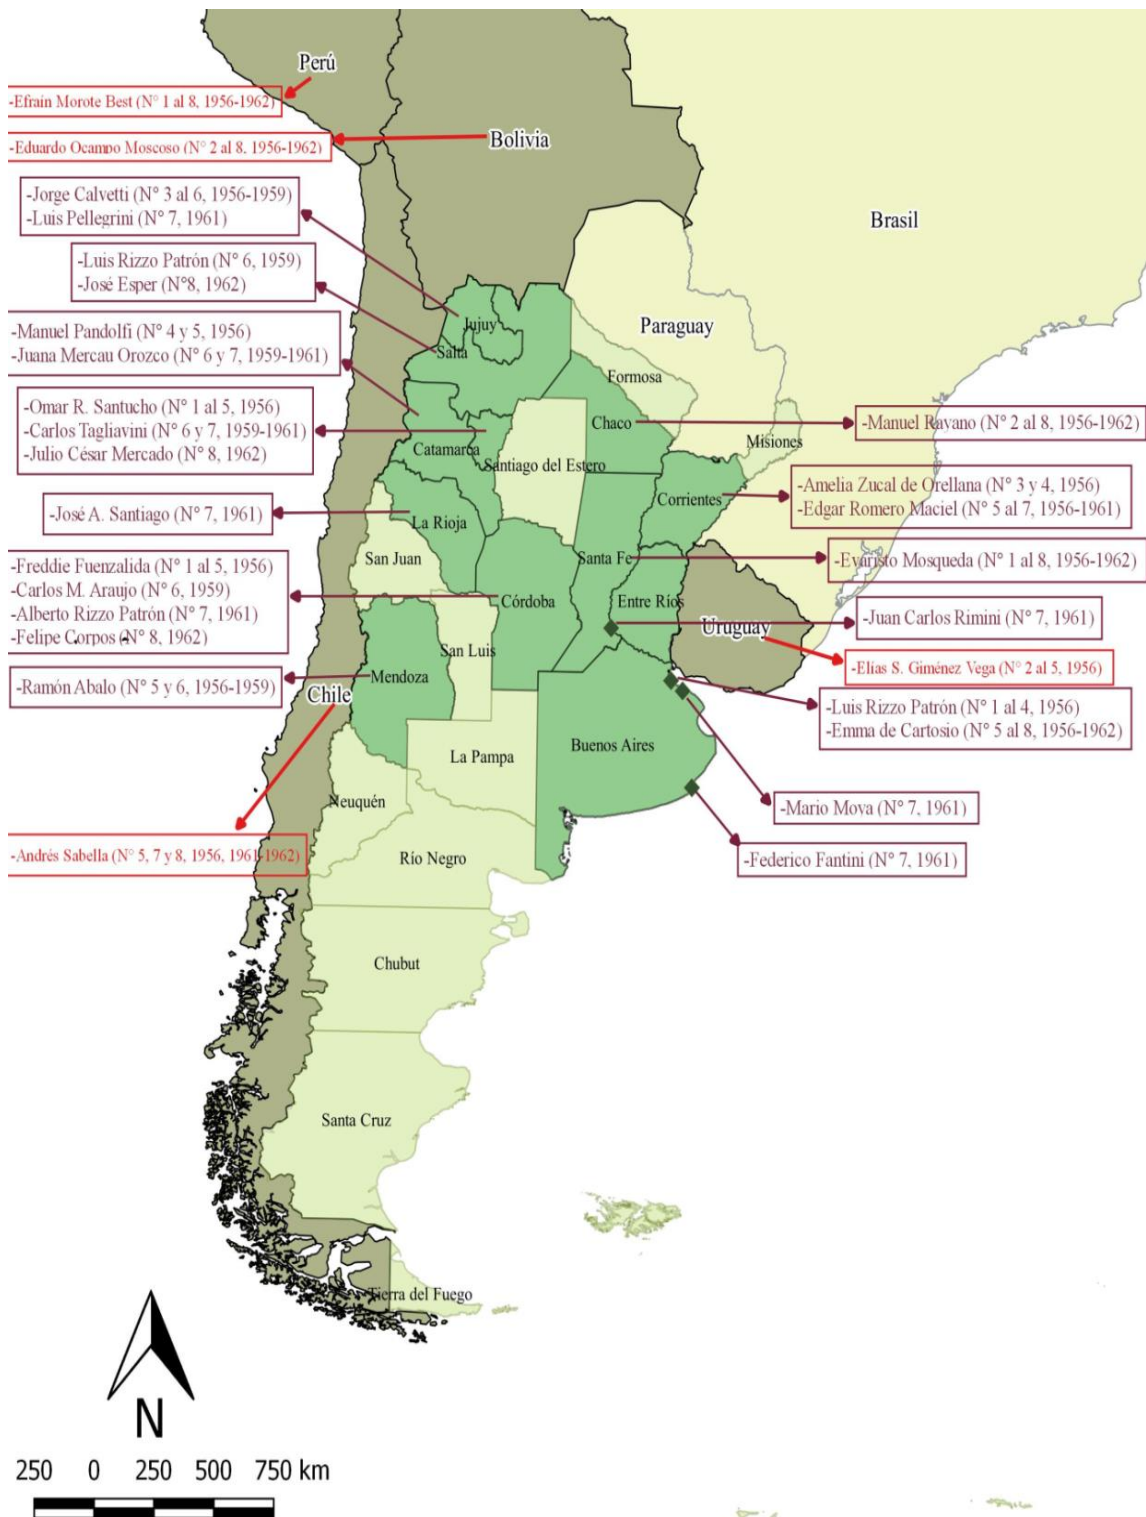 Perú
-Efraín Morote Best (N° 1 al 8, 1956-1962)
Bolivia
-Eduardo Ocampo Moscoso (N° 2 al 8, 1956-1962)
-Jorge Calvetti (N° 3 al 6, 1956-1959)
-Luis Pellegrini (N° 7, 1961)
Brasil
-Luis Rizzo Patrón (N° 6, 1959)
-José Esper (N°8, 1962)
Jujuy
Paraguay
-Manuel Pandolfi (N° 4 y 5, 1956)
-Juana Mercau Orozco (N° 6 y 7, 1959-1961)
Salta
Formosa
-Omar R. Santucho (N° 1 al 5, 1956)
-Carlos Tagliavini (N° 6 y 7, 1959-1961)
-Julio César Mercado (N° 8, 1962)
Chaco
-Manuel Rayano (N° 2 al 8, 1956-1962)
Misiones
Catamarca
Santiago del Estero
Corrientes
-Amelia Zucal de Orellana (N° 3 y 4, 1956)
-Edgar Romero Maciel (N° 5 al 7, 1956-1961)
-José A. Santiago (N° 7, 1961)
La Rioja
San Juan
Santa Fe
-Evaristo Mosqueda (N° 1 al 8, 1956-1962)
-Freddie Fuenzalida (N° 1 al 5, 1956)
-Carlos M. Araujo (N° 6, 1959)
-Alberto Rizzo Patrón (N° 7, 1961)
-Felipe Corpos (N° 8, 1962)
Córdoba
Entre Ríos
-Juan Carlos Rimini (N° 7, 1961)
Uruguay
San Luis
-Elías S. Giménez Vega (N° 2 al 5, 1956)
-Ramón Abalo (N° 5 y 6, 1956-1959)
Mendoza
Chile
-Luis Rizzo Patrón (N° 1 al 4, 1956)
-Emma de Cartosio (N° 5 al 8, 1956-1962)
Buenos Aires
La Pampa
Neuquén
-Mario Moya (N° 7, 1961)
-Andrés Sabella (N° 5, 7 y 8, 1956, 1961-1962)
Río Negro
-Federico Fantini (N° 7, 1961)
Chubut
Santa Cruz
Tierra del Fuego
N
250 0 250 500 750 km